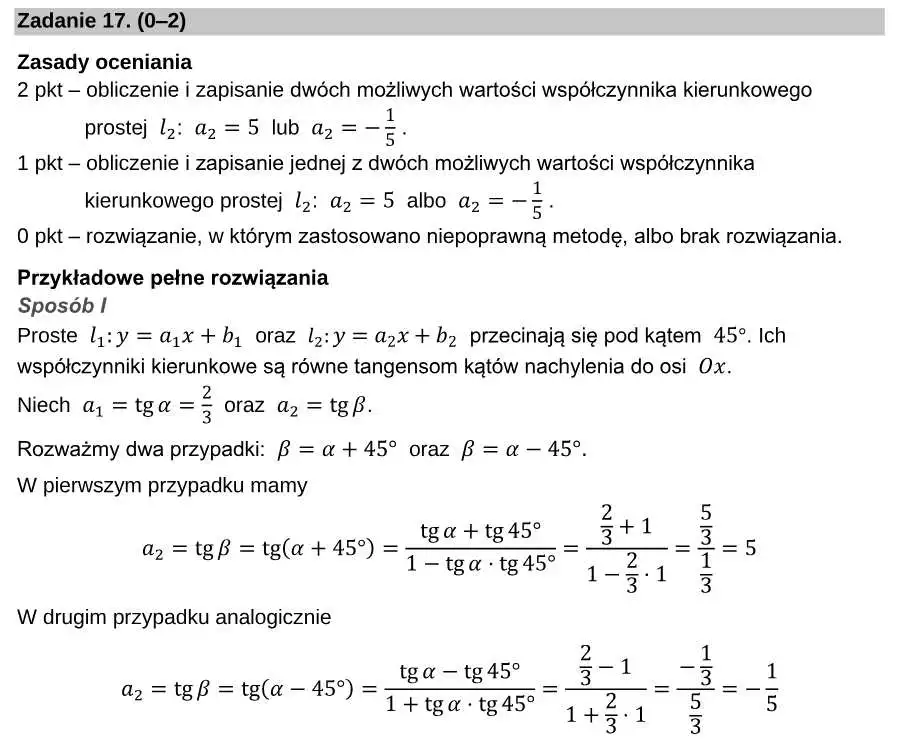 Zadanie 17. (0–2)
Zasady oceniania
2 pkt – obliczenie i zapisanie dwóch możliwych wartości współczynnika kierunkowego
prostej l₂: a₂ = 5 lub a₂ = −1/5 .
1 pkt – obliczenie i zapisanie jednej z dwóch możliwych wartości współczynnika
kierunkowego prostej l₂: a₂ = 5 albo a₂ = −1/5 .
0 pkt – rozwiązanie, w którym zastosowano niepoprawną metodę, albo brak rozwiązania.
Przykładowe pełne rozwiązania
Sposób I
Proste l₁: y = a₁x + b₁ oraz l₂: y = a₂x + b₂ przecinają się pod kątem 45°. Ich
współczynniki kierunkowe są równe tangensom kątów nachylenia do osi Ox.
Niech a₁ = tg α = 2/3 oraz a₂ = tg β.
Rozważmy dwa przypadki: β = α + 45° oraz β = α − 45°.
W pierwszym przypadku mamy
a₂ = tg β = tg(α + 45°) = (tg α + tg 45°)/(1 − tg α · tg 45°) = (2/3 + 1)/(1 − 2/3 · 1) = (5/3)/(1/3) = 5
W drugim przypadku analogicznie
a₂ = tg β = tg(α − 45°) = (tg α − tg 45°)/(1 + tg α · tg 45°) = (2/3 − 1)/(1 + 2/3 · 1) = (−1/3)/(5/3) = −1/5